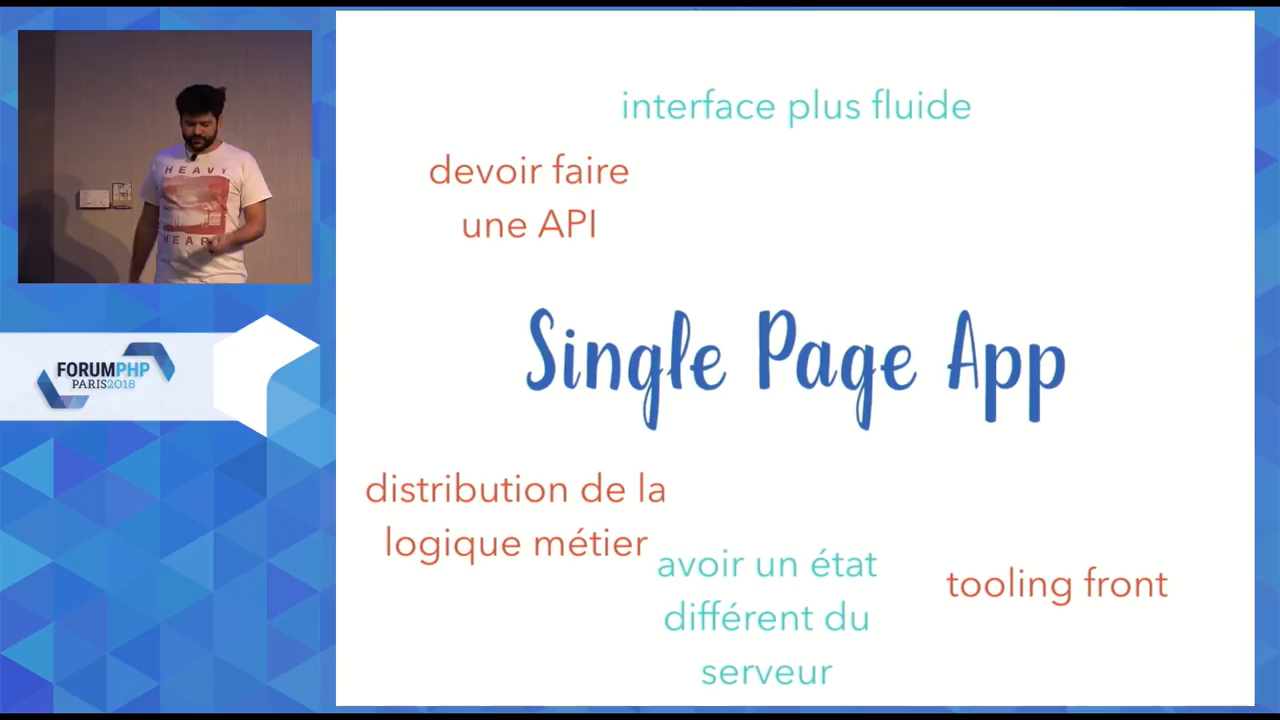 HEAVY
HEART
FORUMPHP
PARIS2018
interface plus fluide
devoir faire
une API
Single Page App
distribution de la
logique métier
avoir un état
différent du
serveur
tooling front